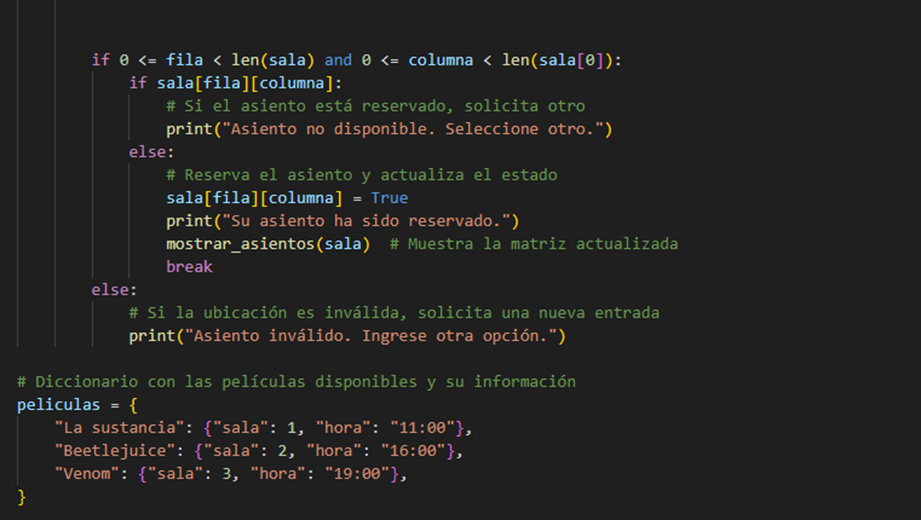 if 0 <= fila < len(sala) and 0 <= columna < len(sala[0]):
if sala[fila][columna]:
# Si el asiento está reservado, solicita otro
print("Asiento no disponible. Seleccione otro.")
else:
# Reserva el asiento y actualiza el estado
sala[fila][columna] = True
print("Su asiento ha sido reservado.")
mostrar_asientos(sala)  # Muestra la matriz actualizada
break
else:
# Si la ubicación es inválida, solicita una nueva entrada
print("Asiento inválido. Ingrese otra opción.")
# Diccionario con las películas disponibles y su información
peliculas = {
"La sustancia": {"sala": 1, "hora": "11:00"},
"Beetlejuice": {"sala": 2, "hora": "16:00"},
"Venom": {"sala": 3, "hora": "19:00"},
}